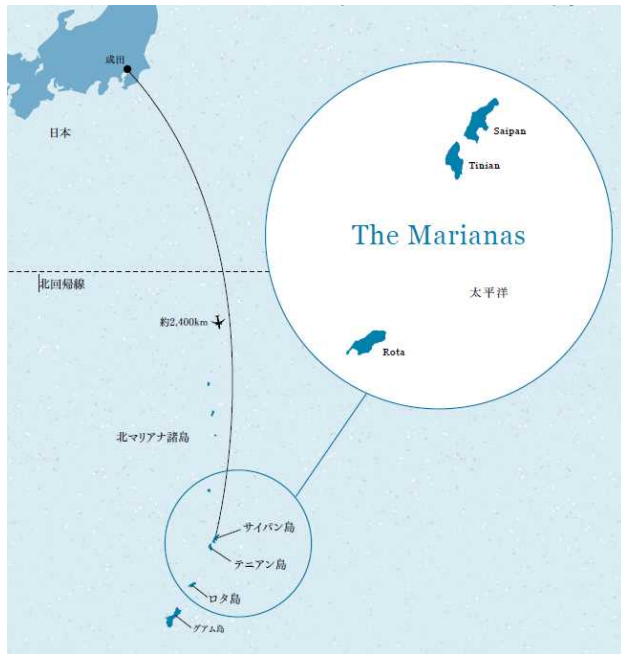 成田
日本
Saipan
Tinian
The Marianas
北回帰線
太平洋
約2,400km
Rota
北マリアナ諸島
サイパン島
テニアン島
ロタ島
グアム島